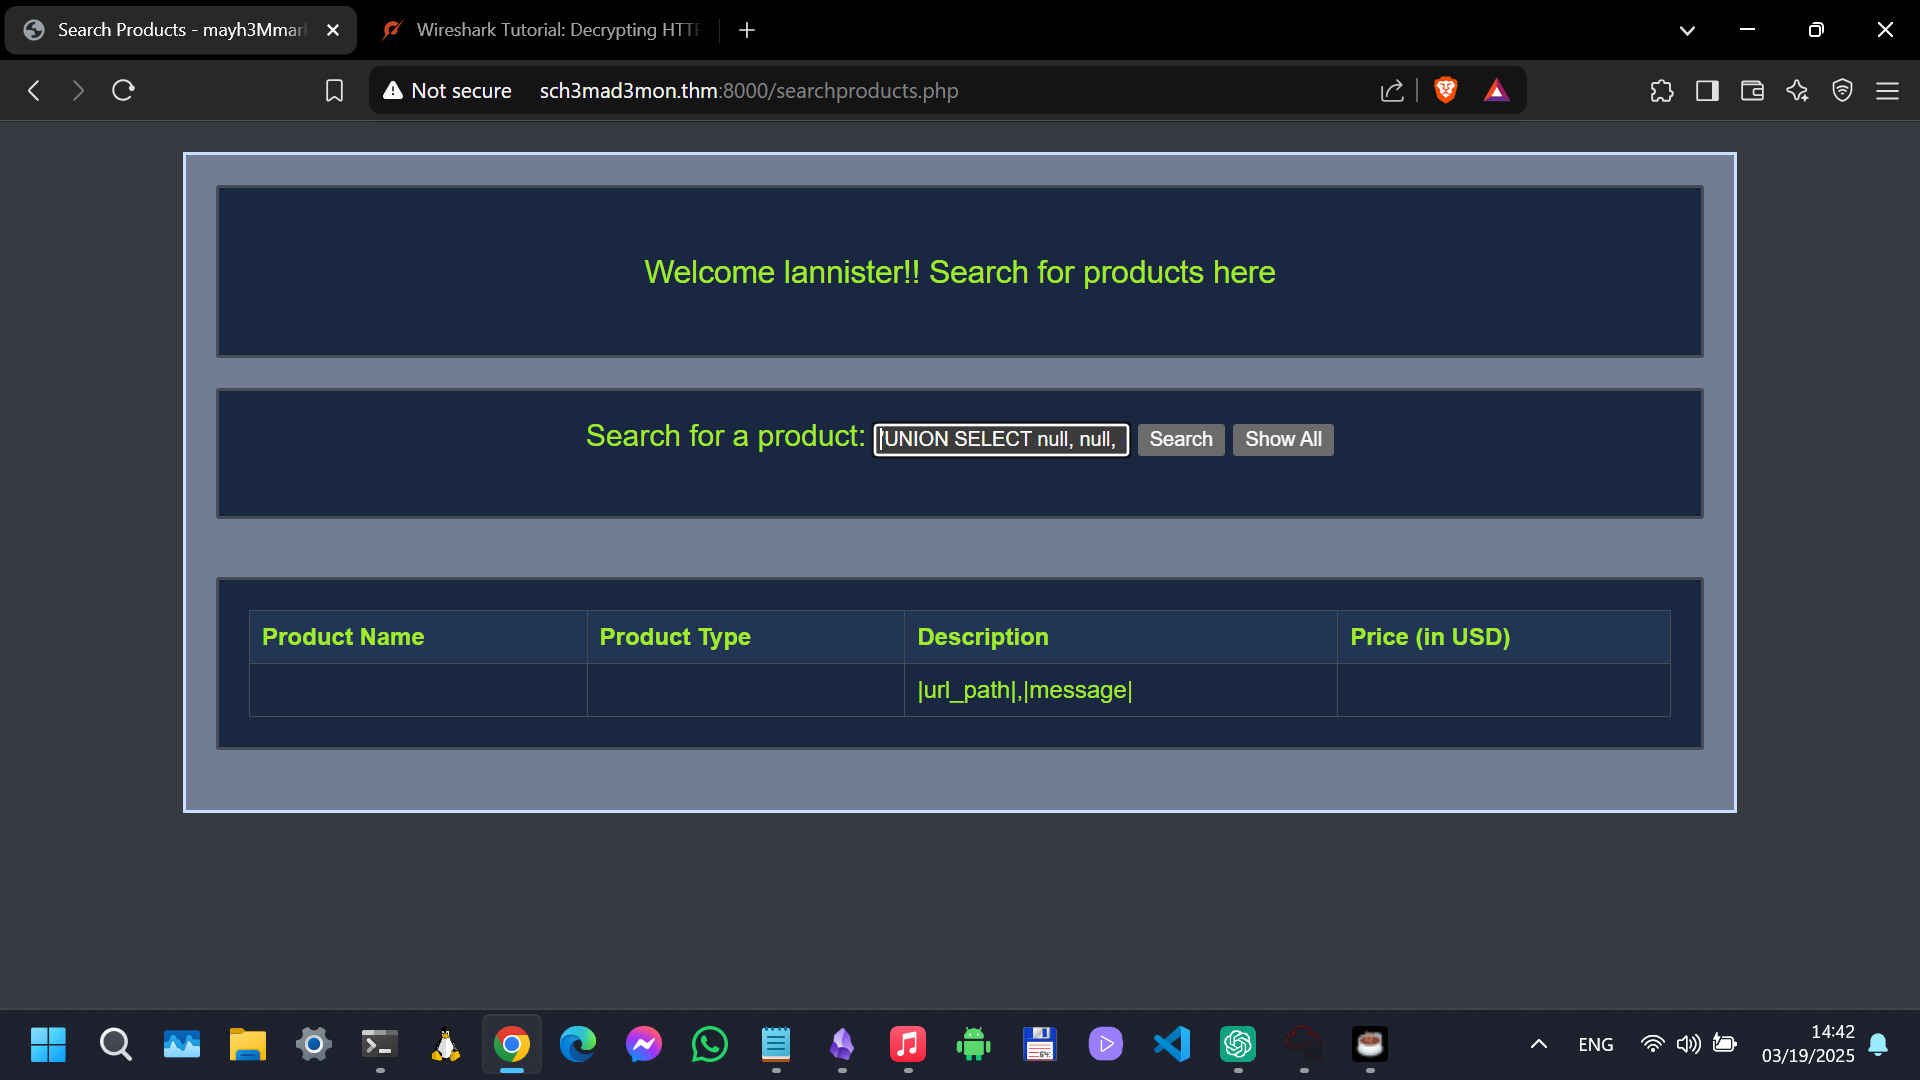 Search Products - mayh3Mmar
Wireshark Tutorial: Decrypting HTTP
Not secure
sch3mad3mon.thm:8000/searchproducts.php
Welcome lannister!! Search for products here
Search for a product: 'UNION SELECT null, null, Search Show All
Product Name Product Type Description Price (in USD)
|url_path|,|message|
64
ENG
14:42
03/19/2025